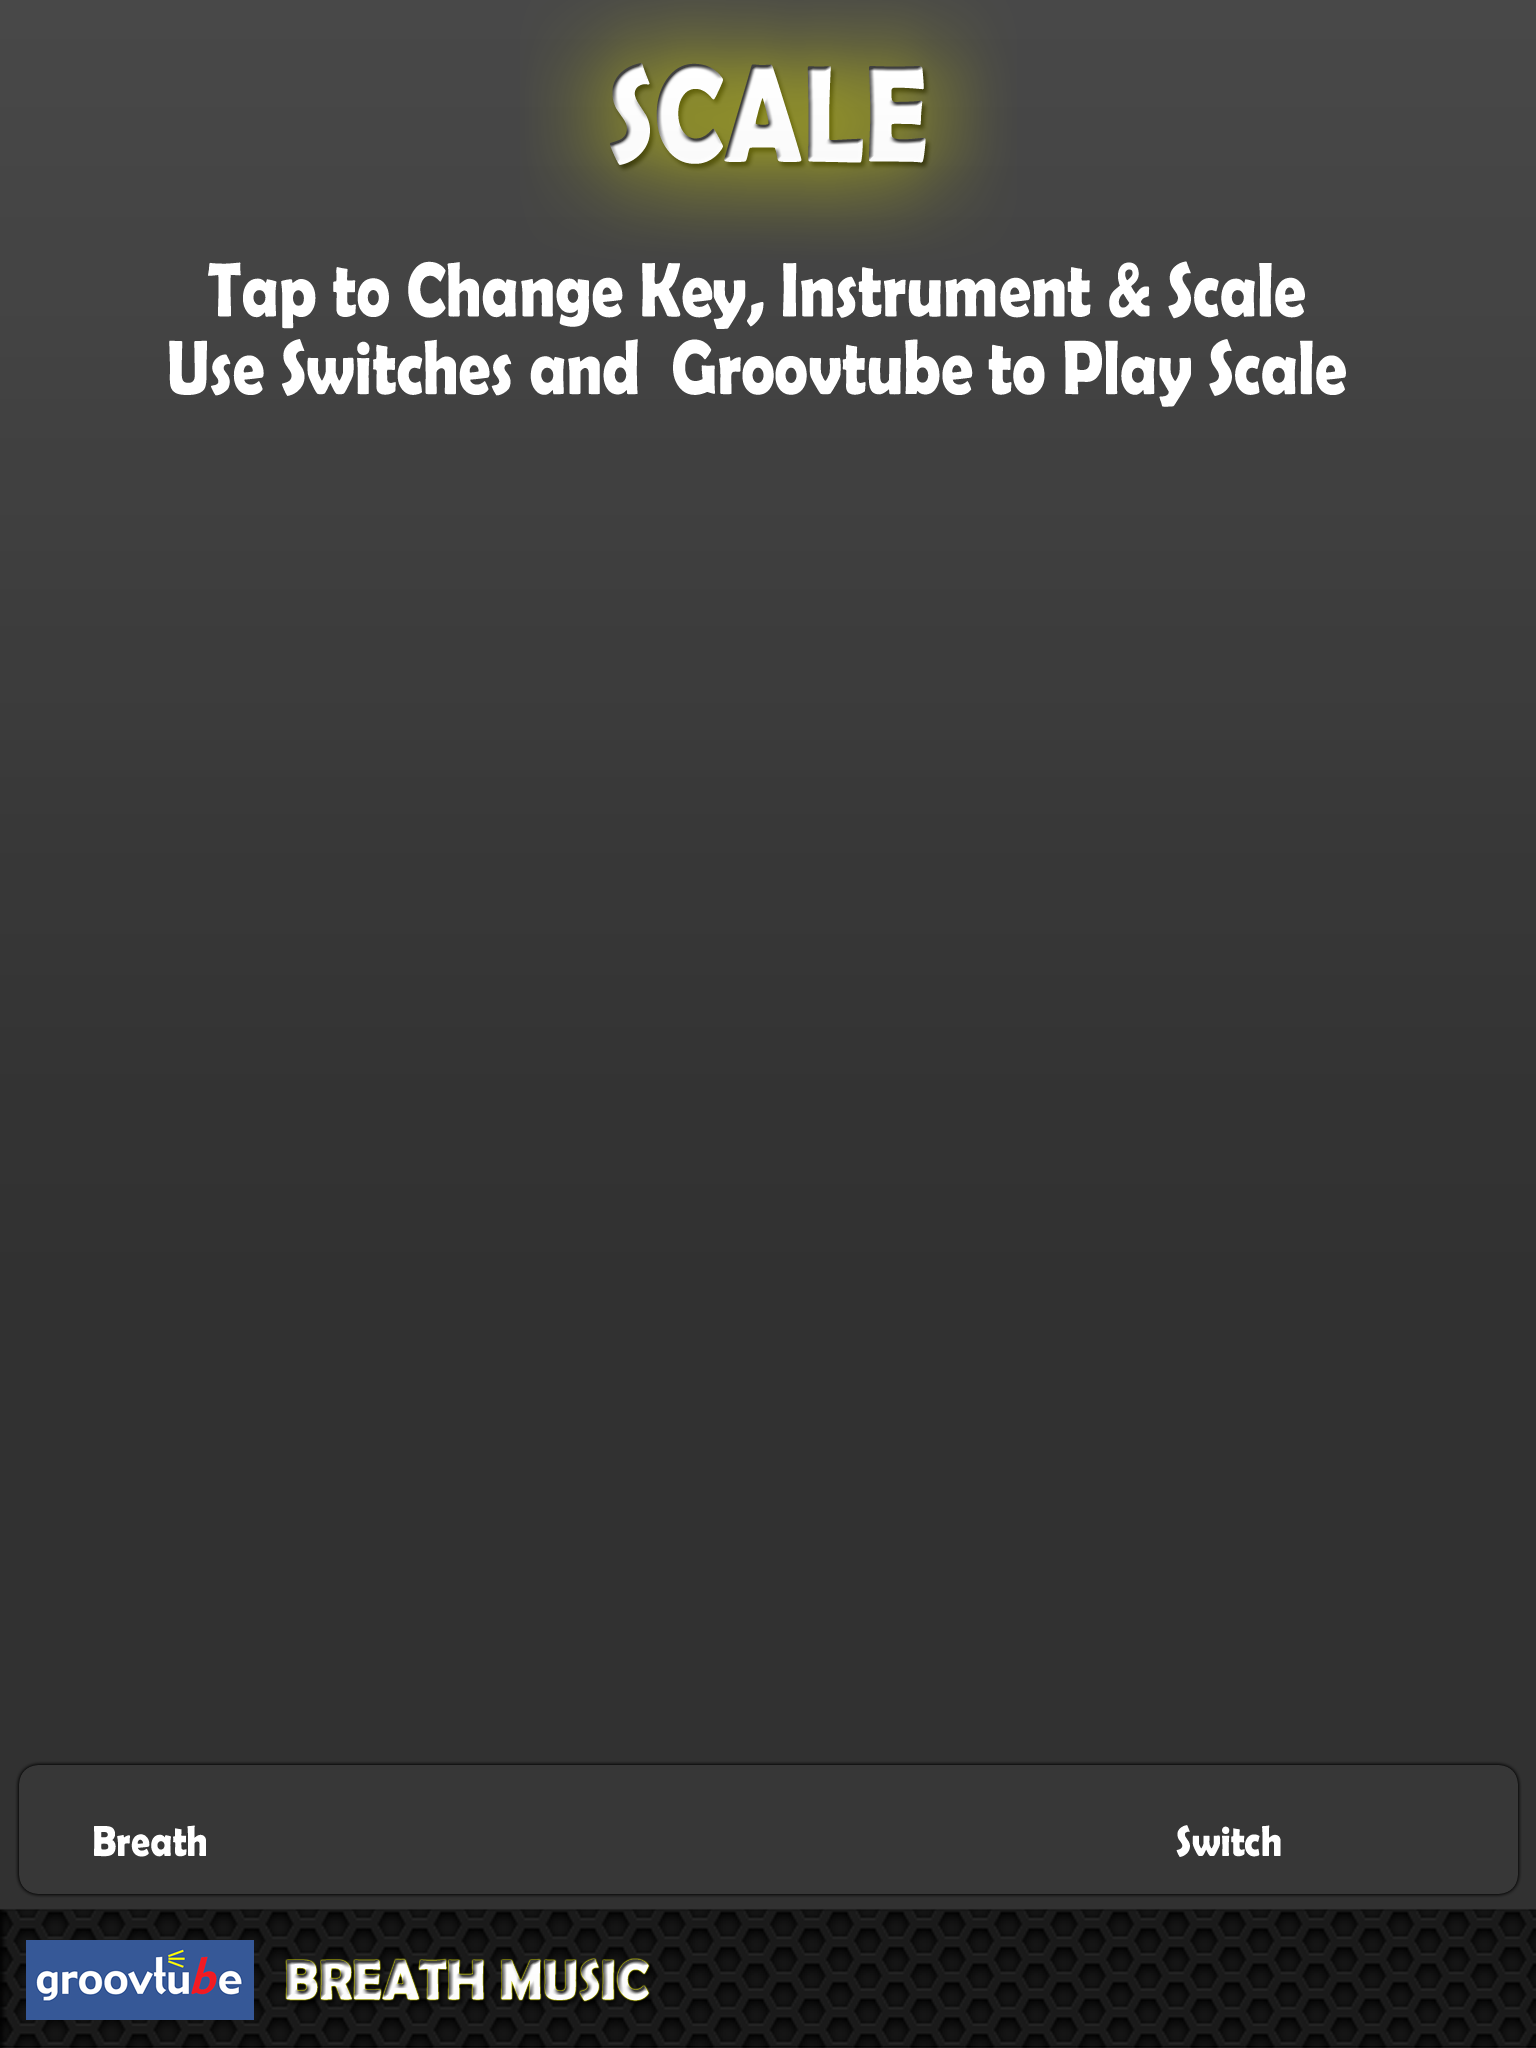 SCALE
Tap to Change Key, Instrument & Scale
Use Switches and  Groovtube to Play Scale
Breath
Switch
groovtube
BREATH MUSIC